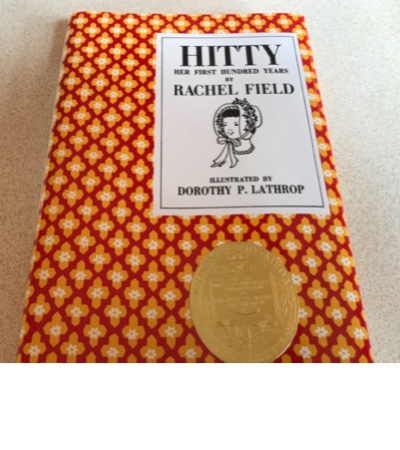 HITTY
HER FIRST HUNDRED YEARS
BY
RACHEL FIELD
ILLUSTRATED BY
DOROTHY P. LATHROP